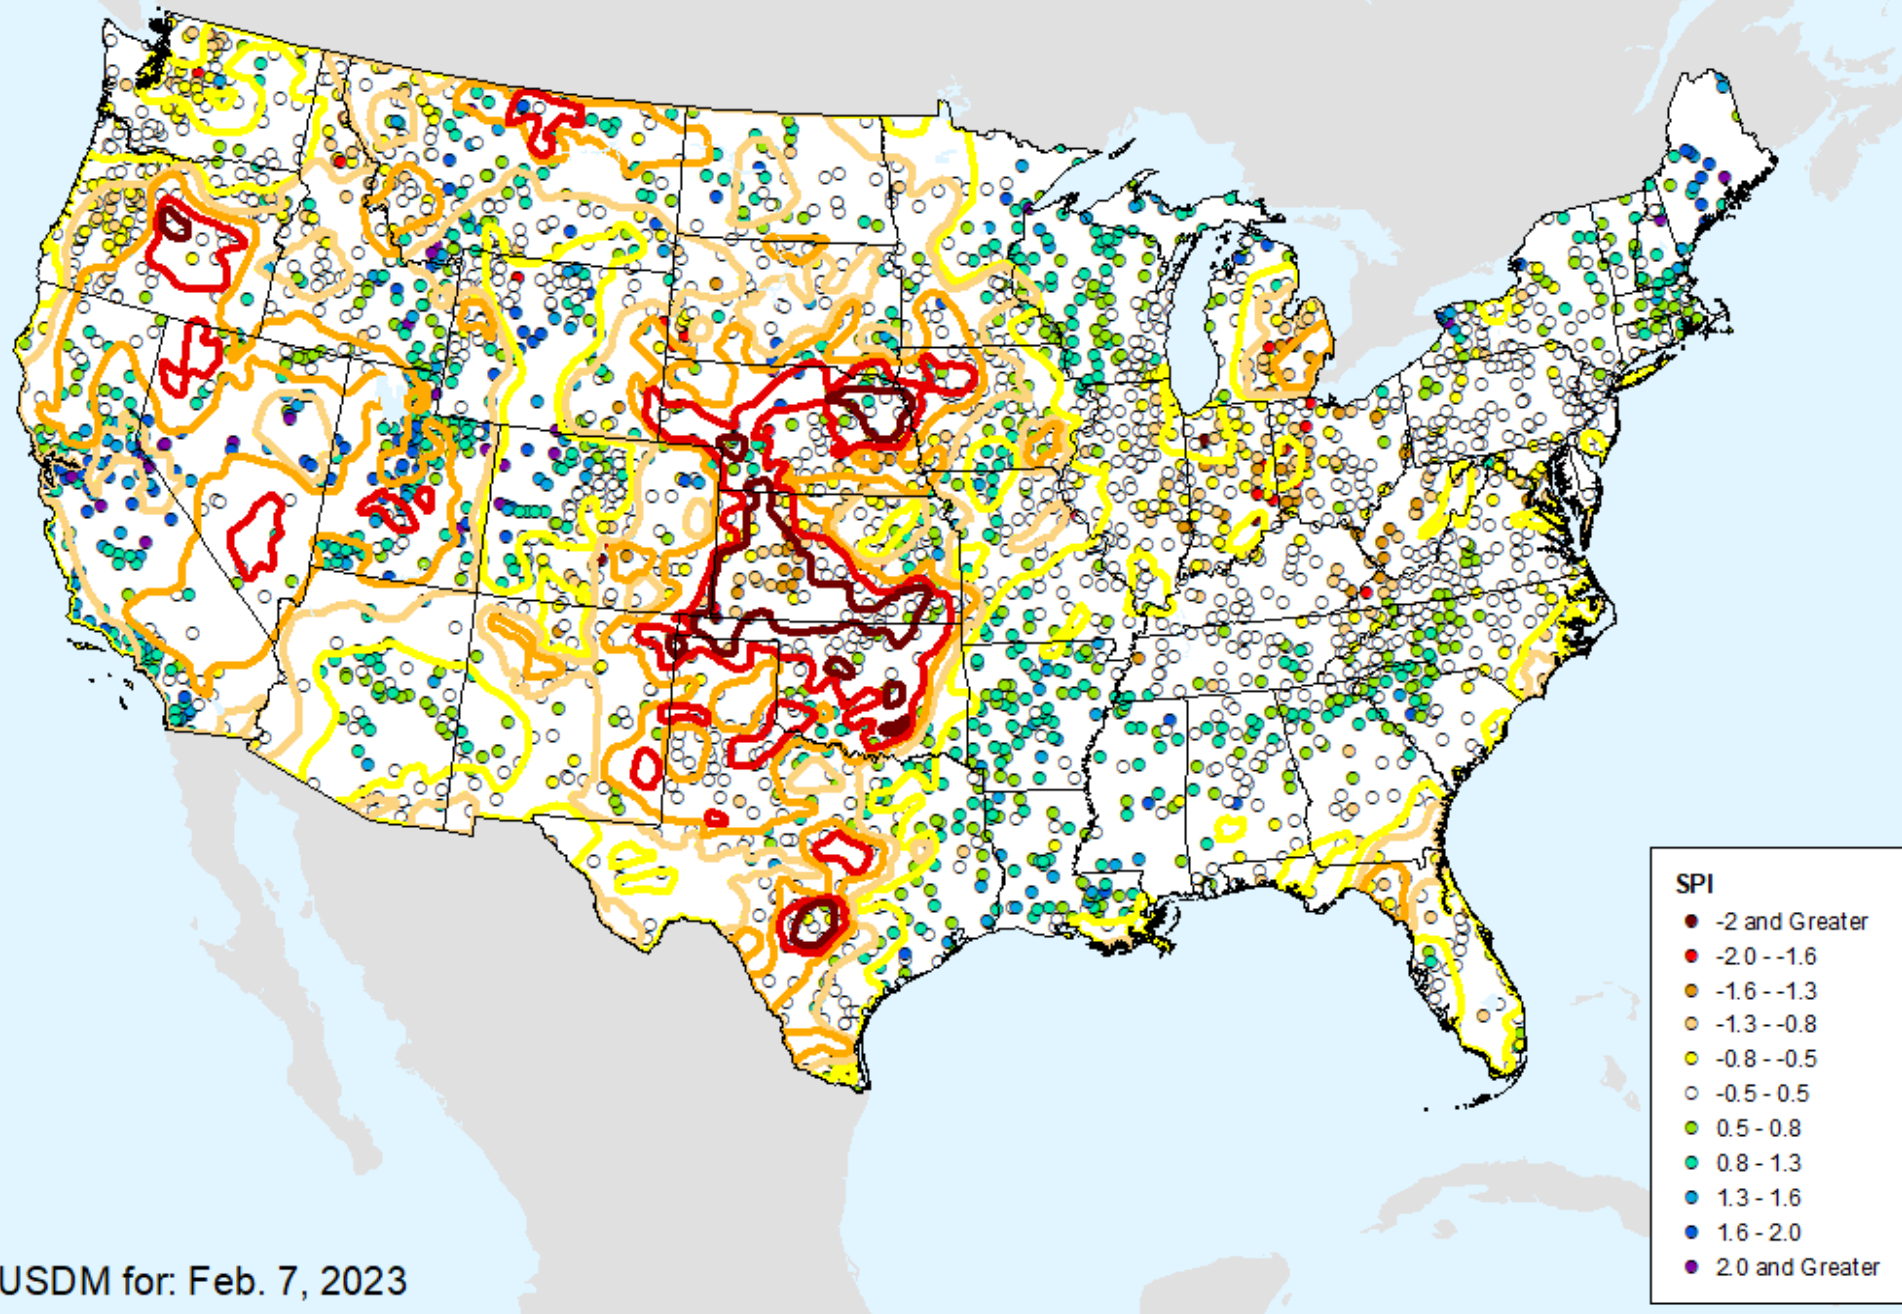 SPI
-2 and Greater
-2.0 - -1.6
-1.6 - -1.3
-1.3 - -0.8
-0.8 - -0.5
-0.5 - 0.5
0.5 - 0.8
0.8 - 1.3
1.3 - 1.6
1.6 - 2.0
2.0 and Greater
USDM for: Feb. 7, 2023